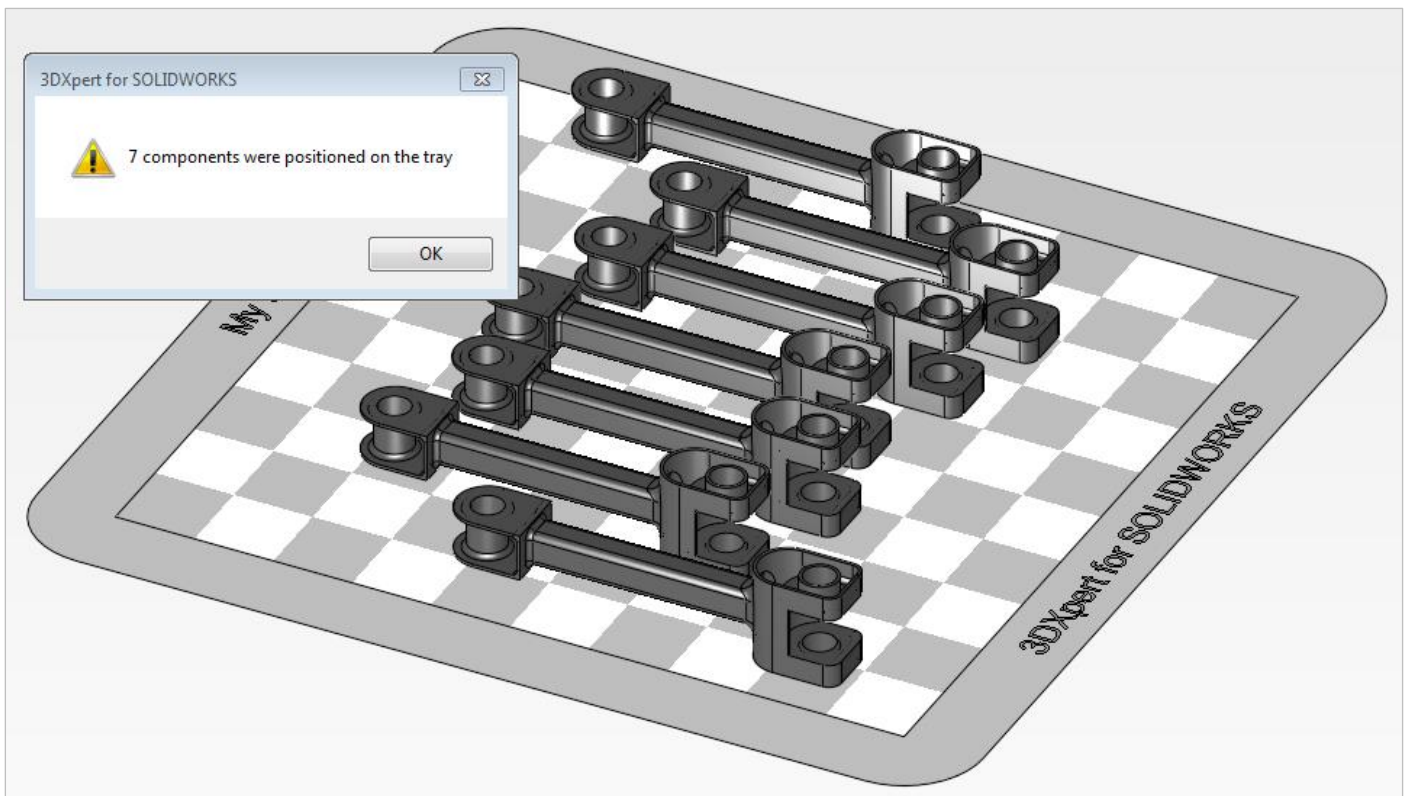 3DXpert for SOLIDWORKS
7 components were positioned on the tray
OK
My
3DXpert for SOLIDWORKS